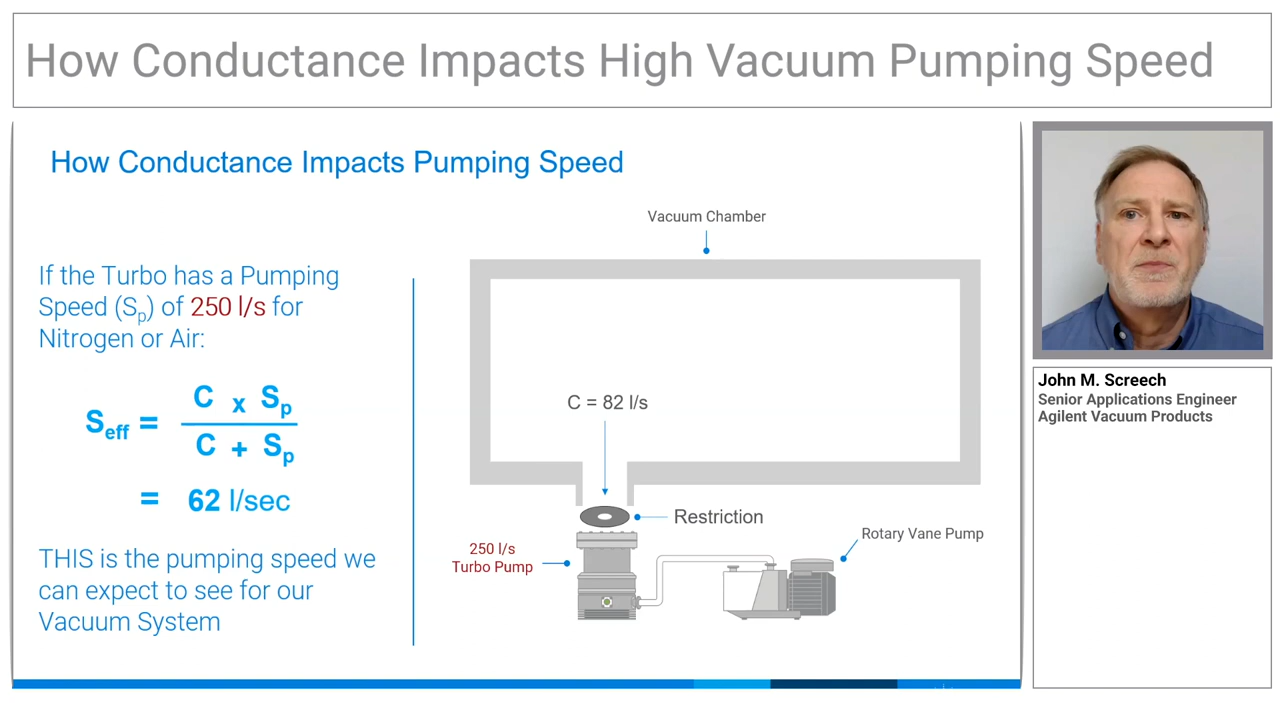 How Conductance Impacts High Vacuum Pumping Speed
How Conductance Impacts Pumping Speed
If the Turbo has a Pumping
Speed (Sp) of 250 l/s for
Nitrogen or Air:
Seff = C x Sp
C + Sp
= 62 l/sec
THIS is the pumping speed we
can expect to see for our
Vacuum System
Vacuum Chamber
C = 82 l/s
Restriction
250 l/s
Turbo Pump
Rotary Vane Pump
John M. Screech
Senior Applications Engineer
Agilent Vacuum Products